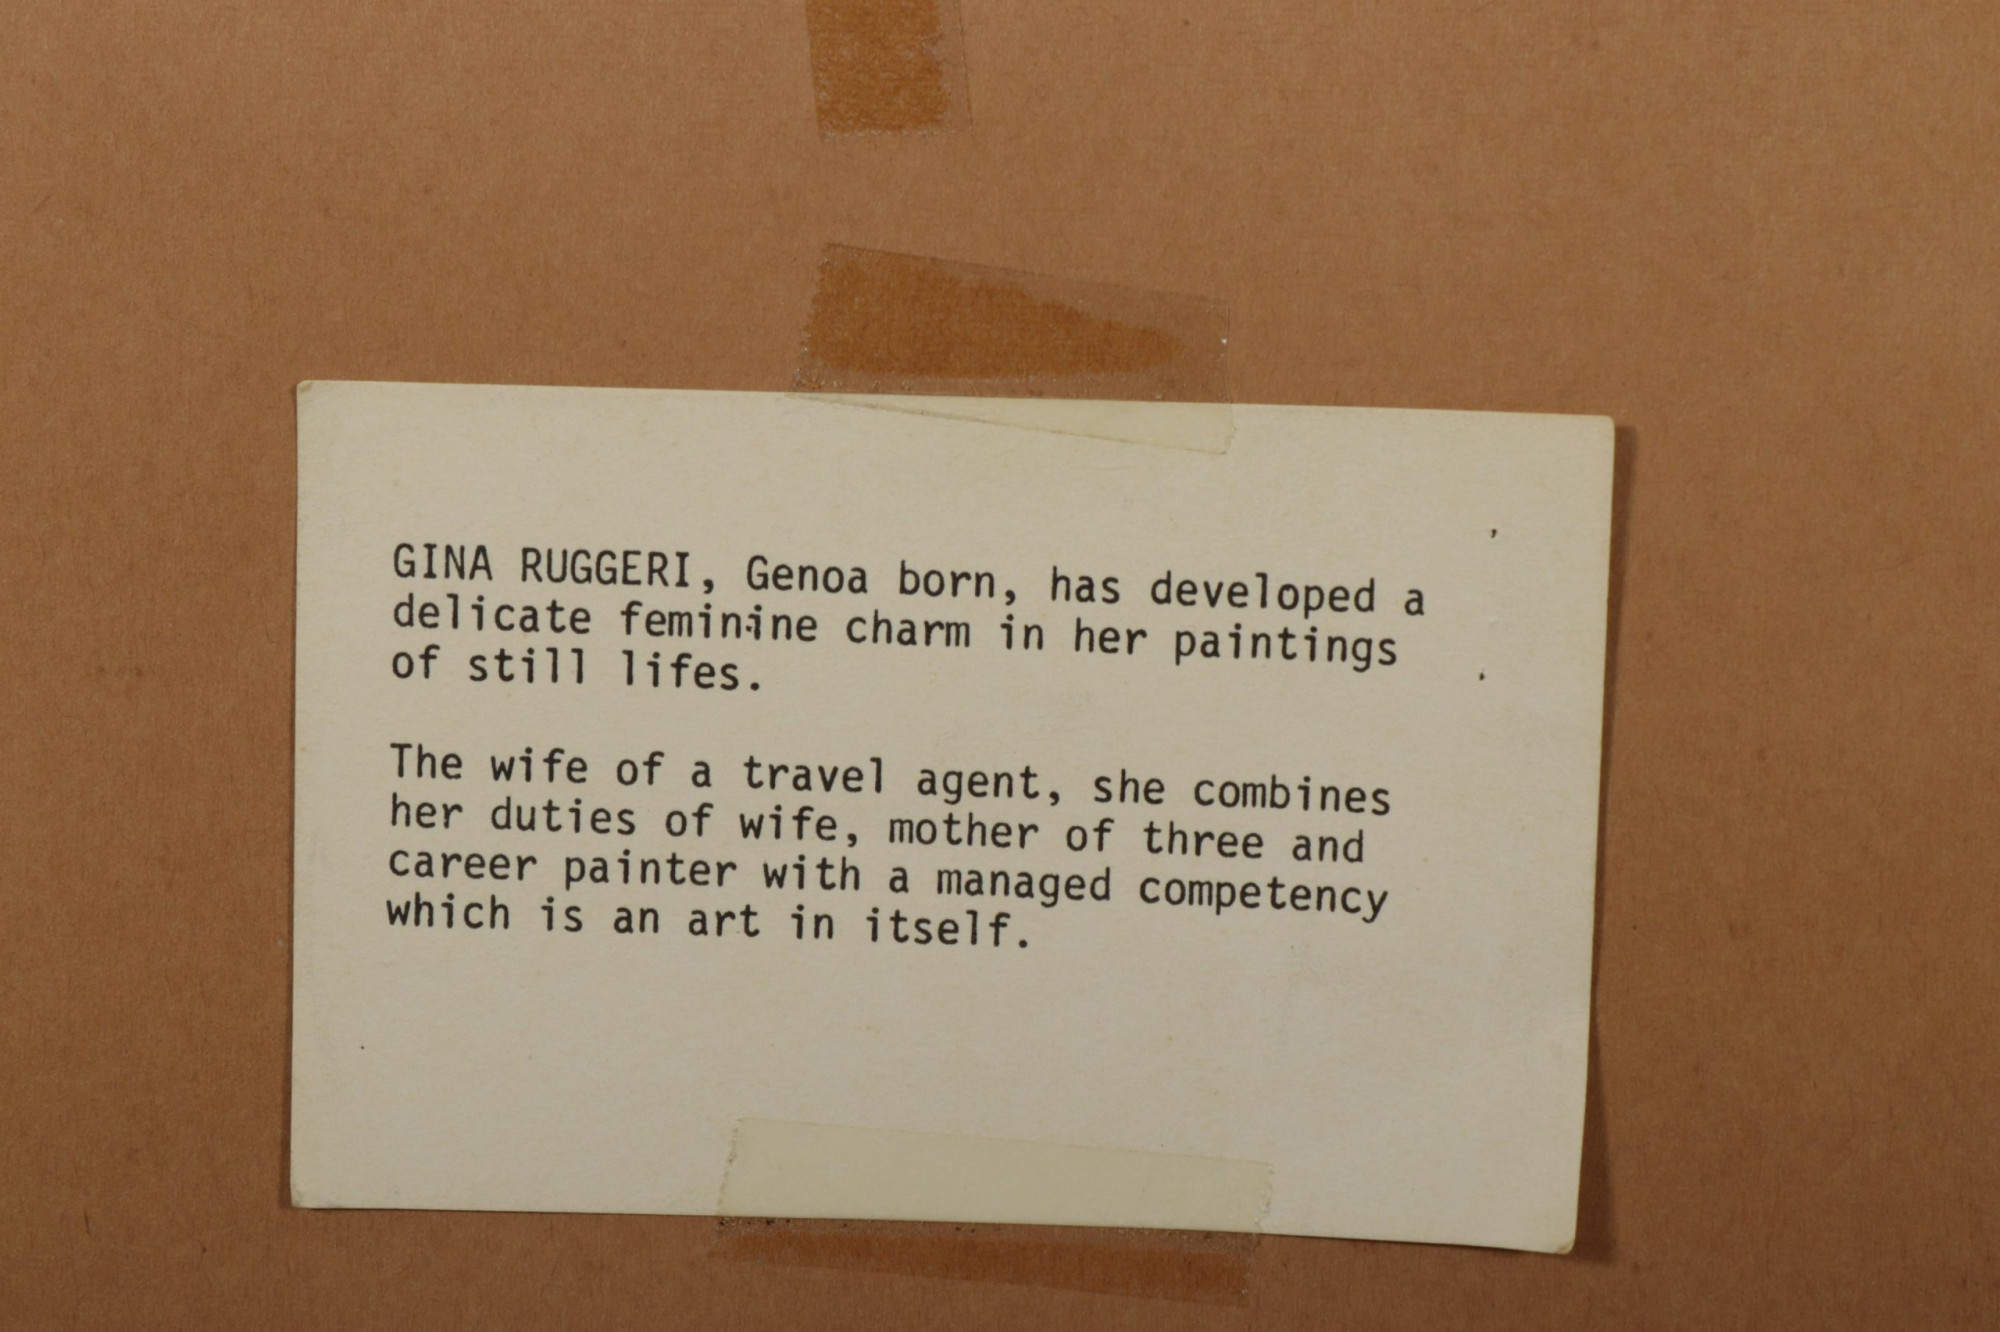 GINA RUGGERI, Genoa born, has developed a
delicate feminine charm in her paintings
of still lifes.
The wife of a travel agent, she combines
her duties of wife, mother of three and
career painter with a managed competency
which is an art in itself.